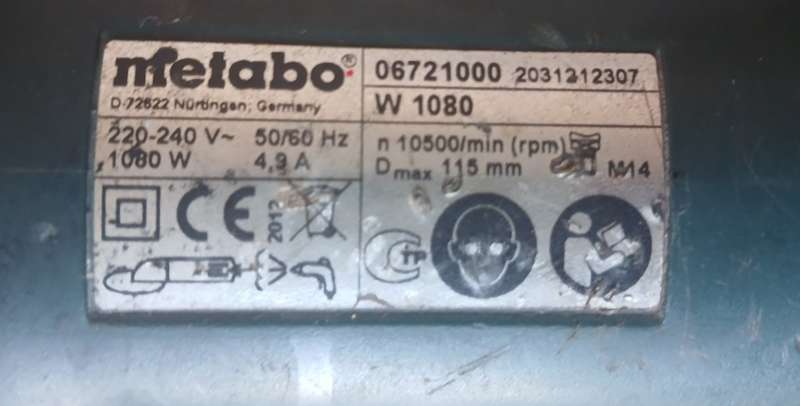 metabo®
D-72622 Nürtingen; Germany
220-240 V~ 50/60 Hz
1080 W 4,9 A
CE 2012
06721000 2031212307
W 1080
n 10500/min (rpm)
Dmax 115 mm M14